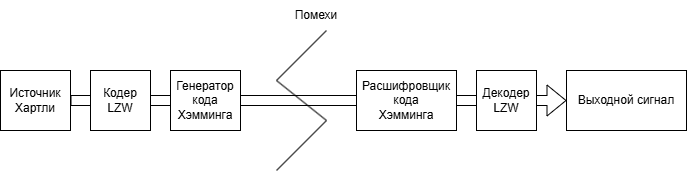 Помехи
Источник
Хартли
Кодер
LZW
Генератор
кода
Хэмминга
Расшифровщик
кода
Хэмминга
Декодер
LZW
Выходной сигнал